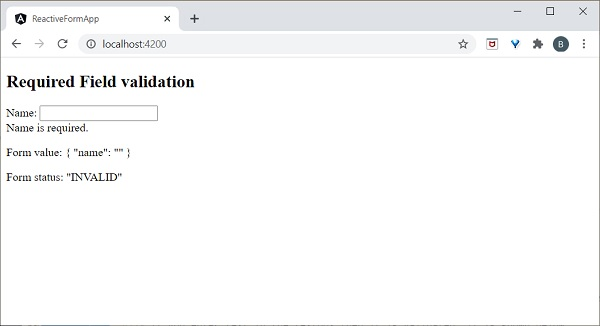 ReactiveFormApp
localhost:4200
B
Required Field validation
Name:
Name is required.
Form value: { "name": "" }
Form status: "INVALID"